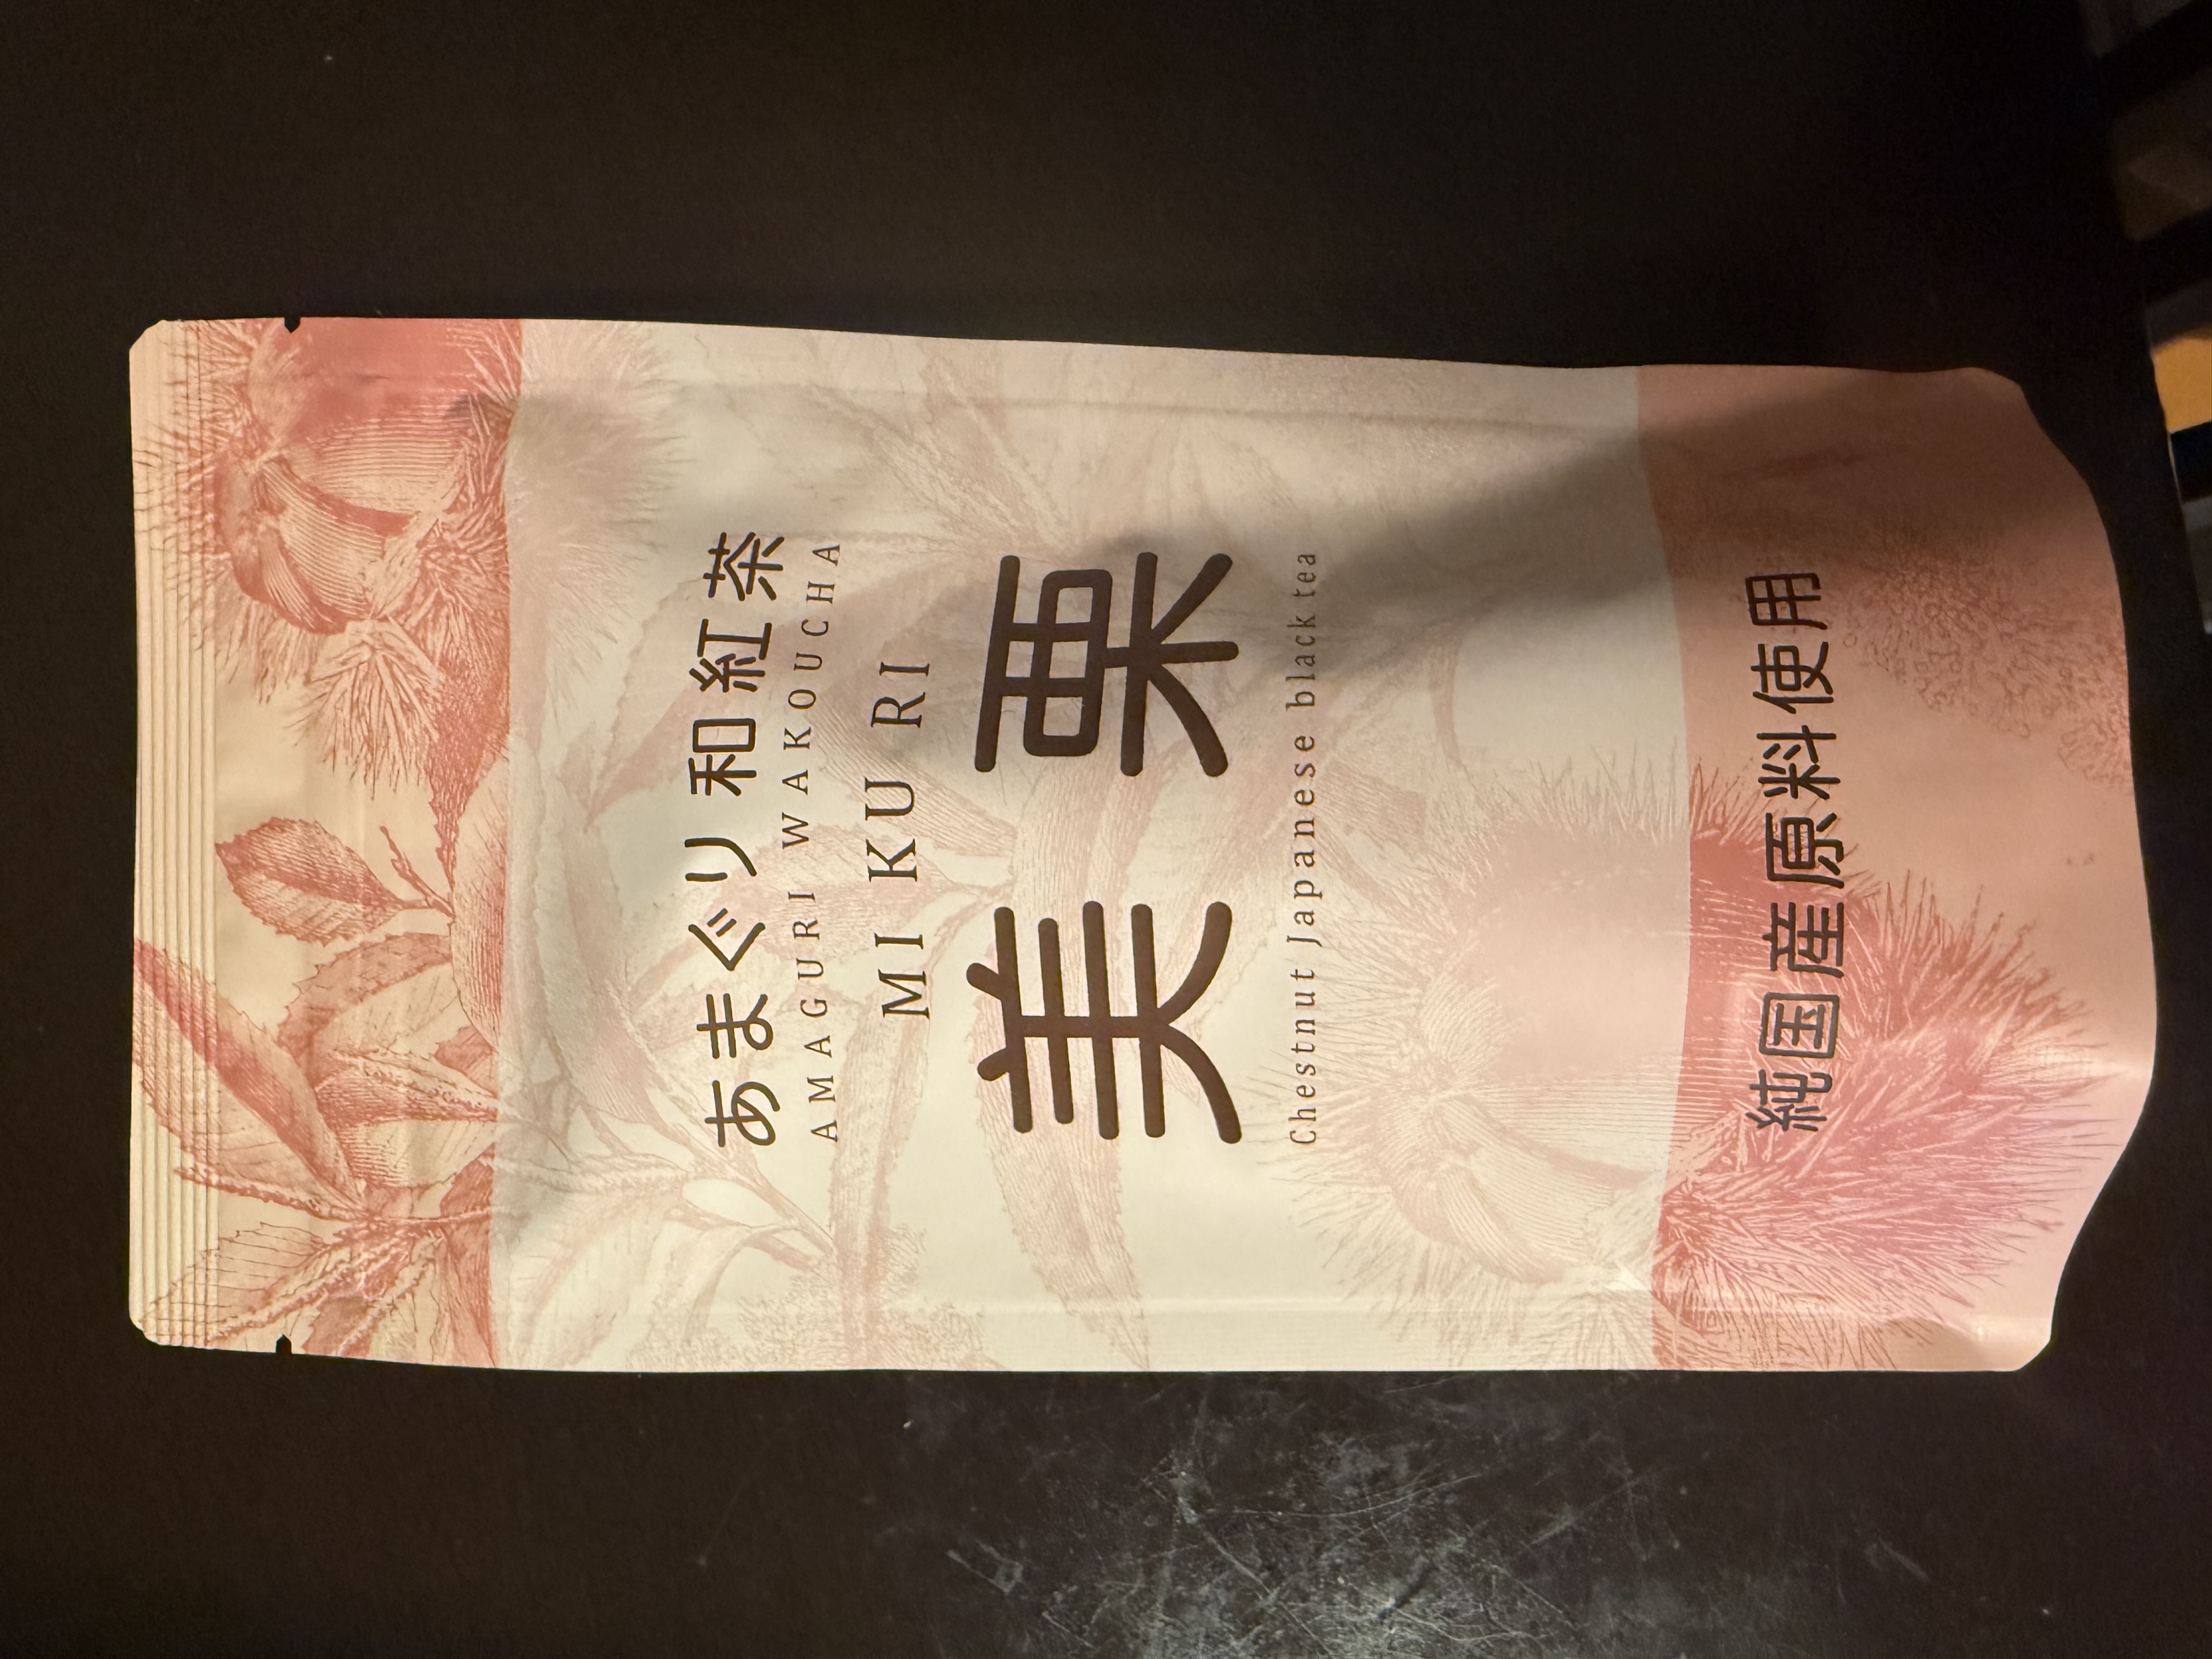 あまぐり和紅茶
AMAGURI WAKOUCHA
MI KU RI
美栗
Chestnut Japanese black tea
純国産原料使用